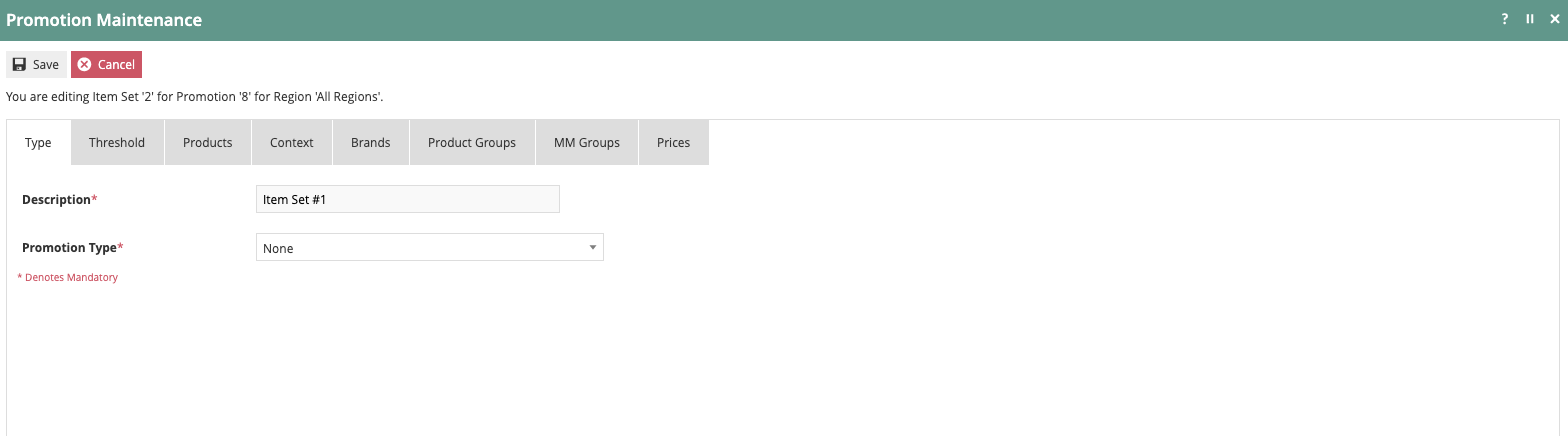 Promotion Maintenance ? II ×
Save Cancel
You are editing Item Set '2' for Promotion '8' for Region 'All Regions'.
Type Threshold Products Context Brands Product Groups MM Groups Prices
Description* Item Set #1
Promotion Type* None
* Denotes Mandatory